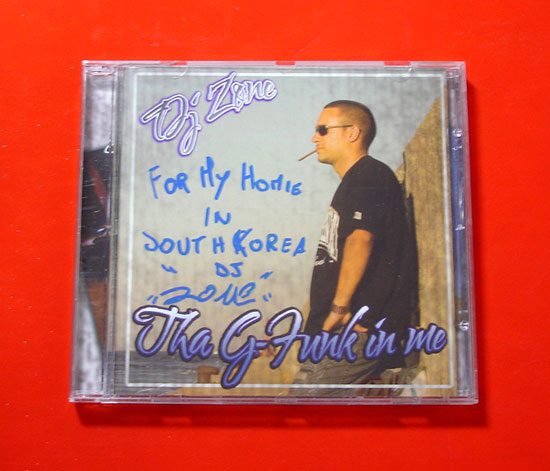 Dj Zone
FOR MY HOMIE
IN
SOUTH KOREA
" DJ "
"ZONE"
Tha G-Funk in me